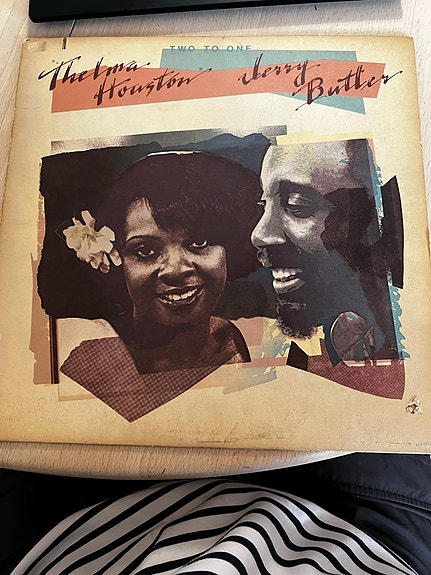 TWO TO ONE
Thelma Houston
Jerry Butler